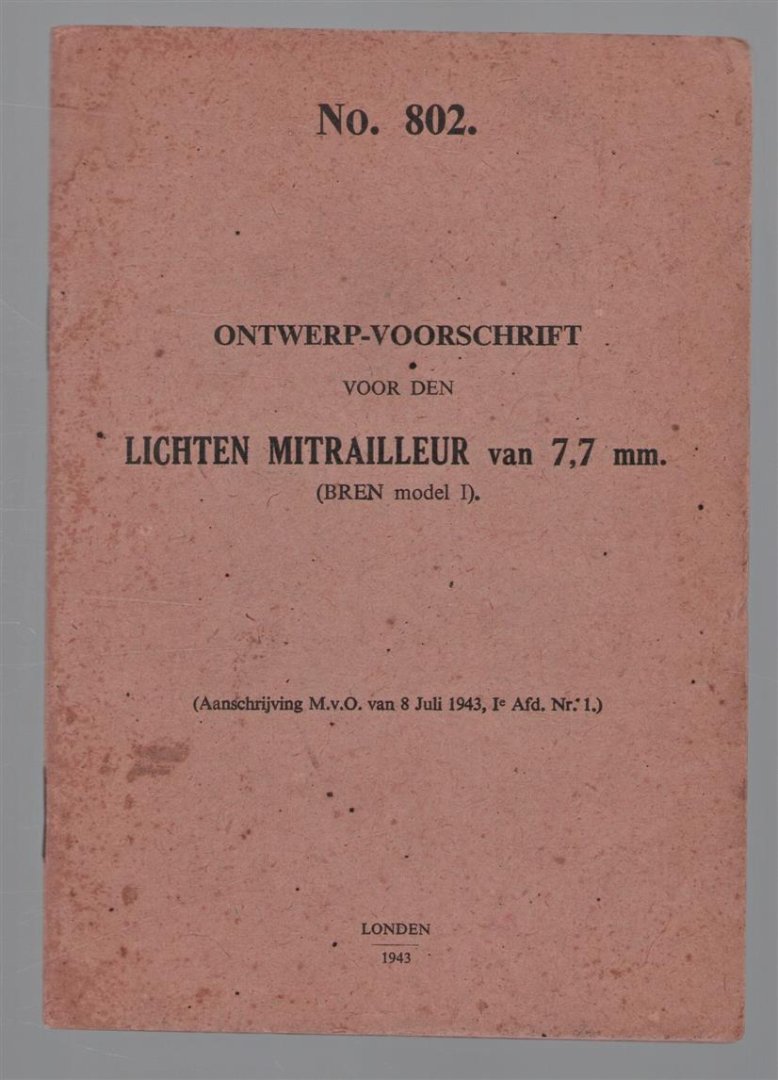 No. 802.
ONTWERP-VOORSCHRIFT
VOOR DEN
LICHTEN MITRAILLEUR van 7,7 mm.
(BREN model I).
(Aanschrijving M.v.O. van 8 Juli 1943, Ie Afd. Nr. 1.)
LONDEN
1943